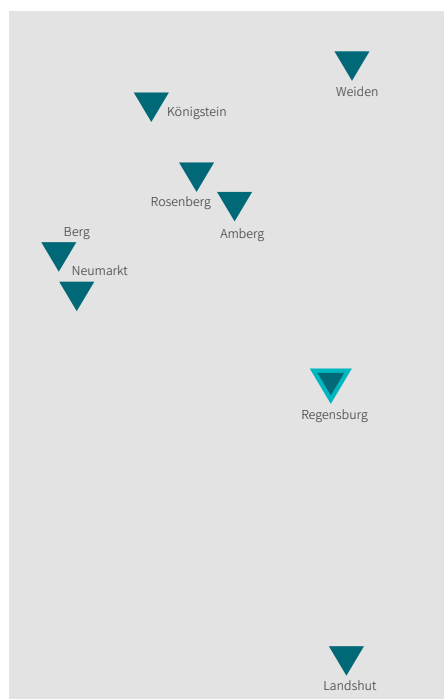 Weiden
Königstein
Rosenberg
Amberg
Berg
Neumarkt
Regensburg
Landshut